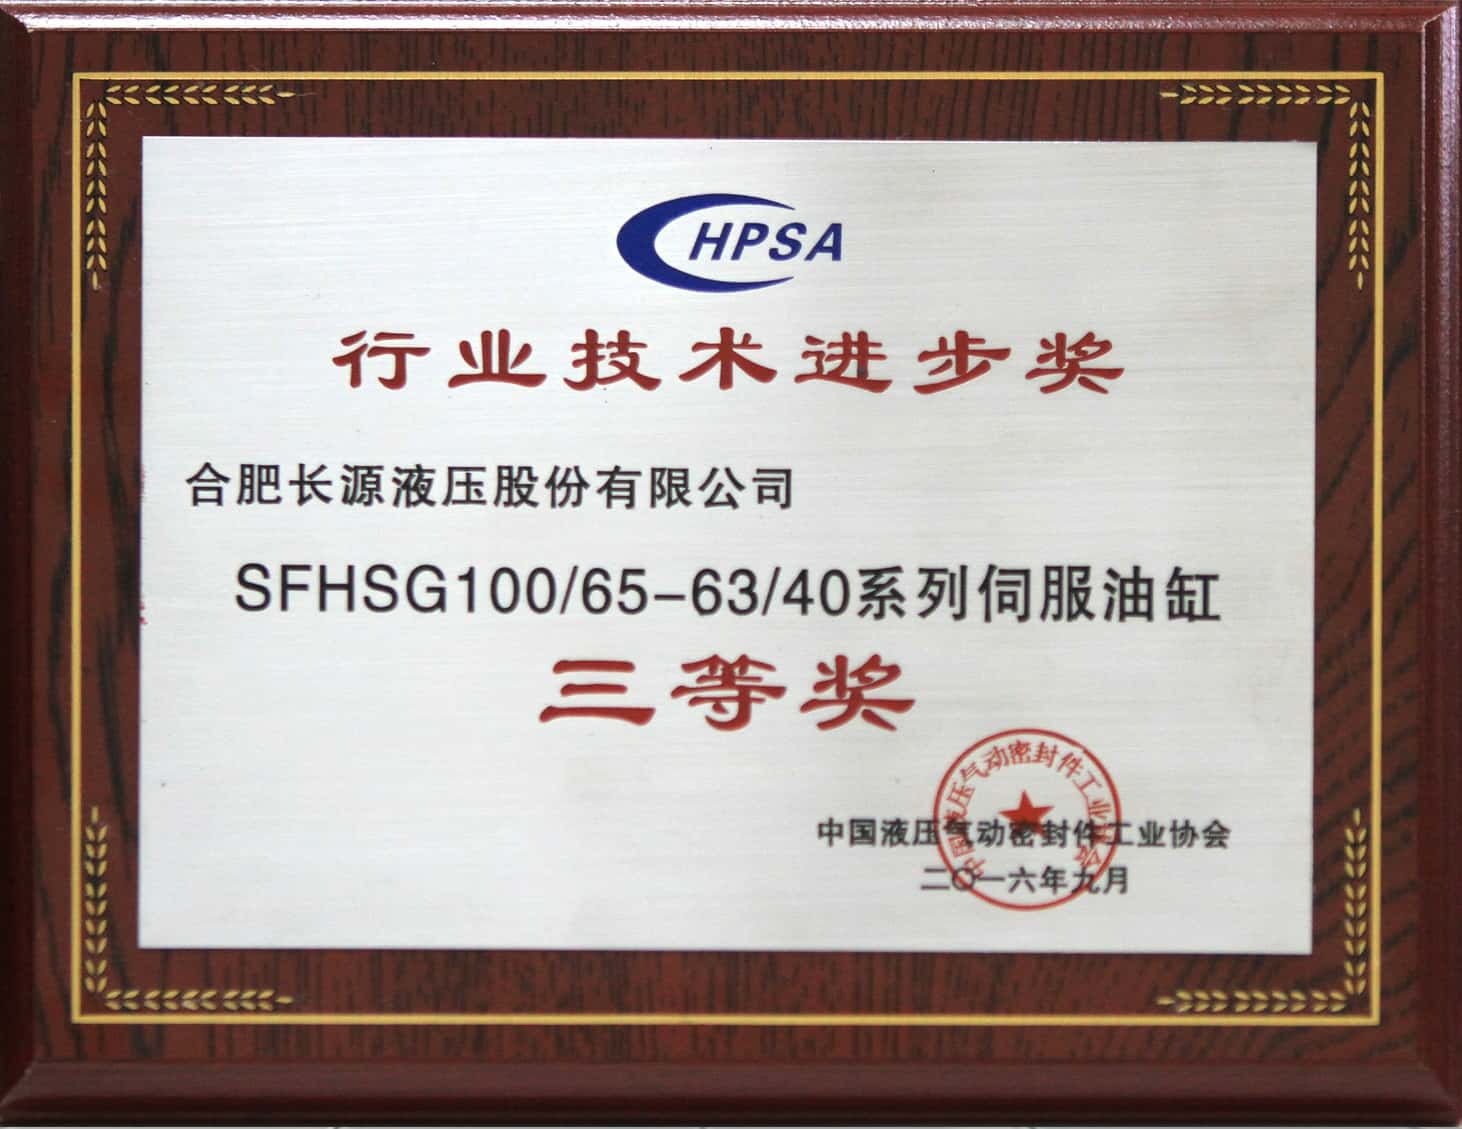 CHPSA
行业技术进步奖
合肥长源液压股份有限公司
SFHSG100/65-63/40系列伺服油缸
三等奖
中国液压气动密封件工业协会
中国液压气动密封件工业协会
二〇一六年九月